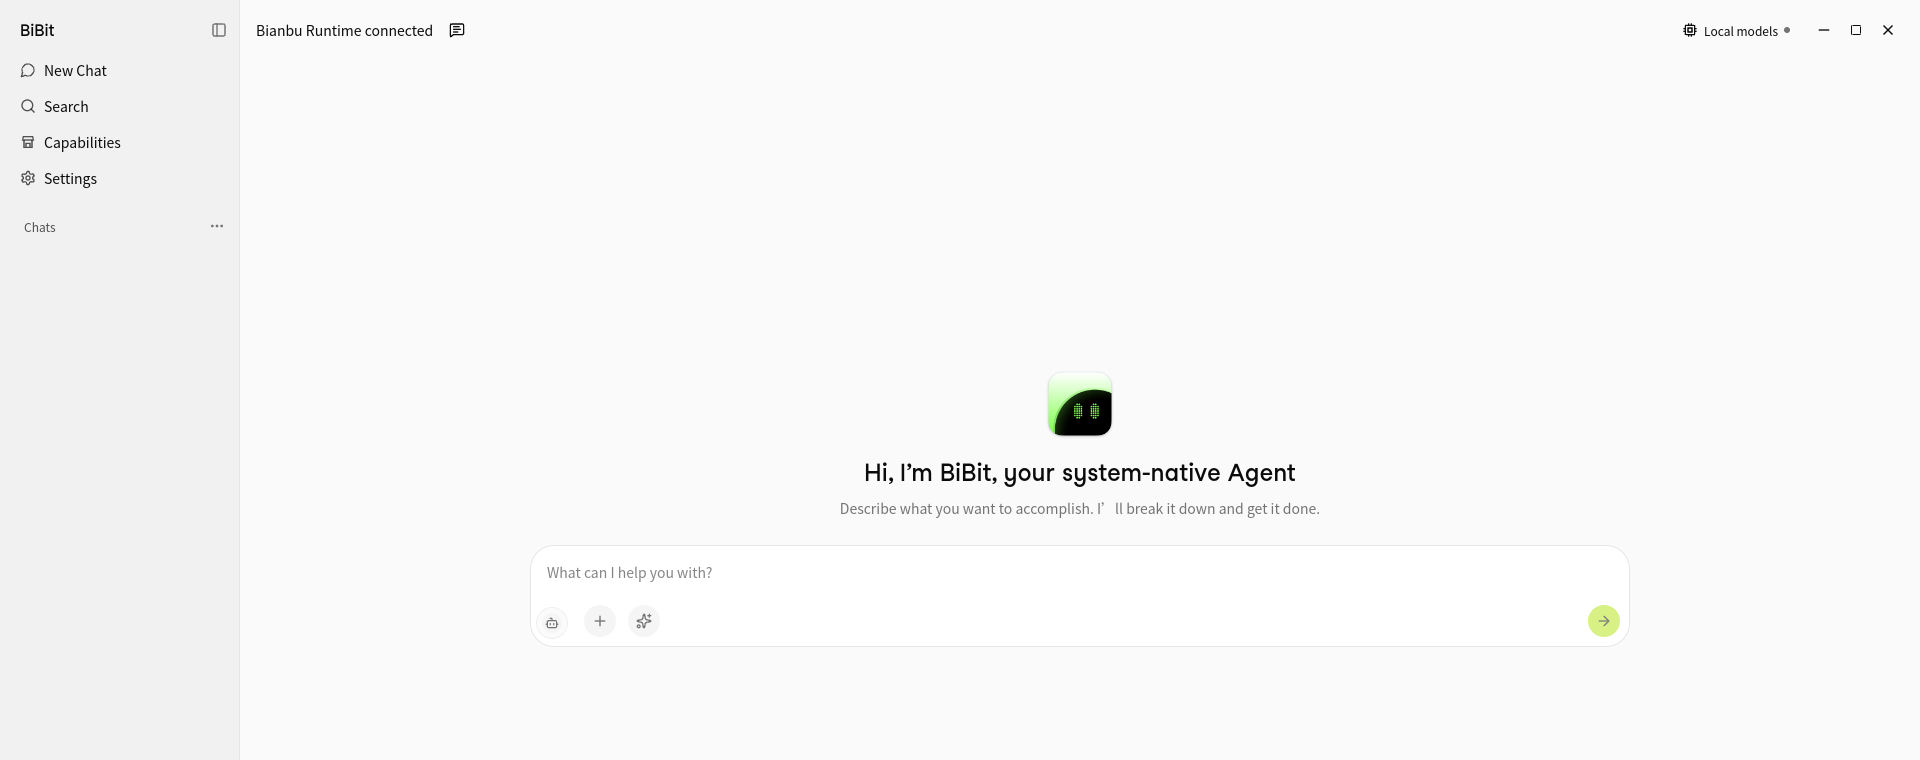 BiBit
New Chat
Search
Capabilities
Settings
Chats
Bianbu Runtime connected
Local models
Hi, I’m BiBit, your system-native Agent
Describe what you want to accomplish. I’ll break it down and get it done.
What can I help you with?